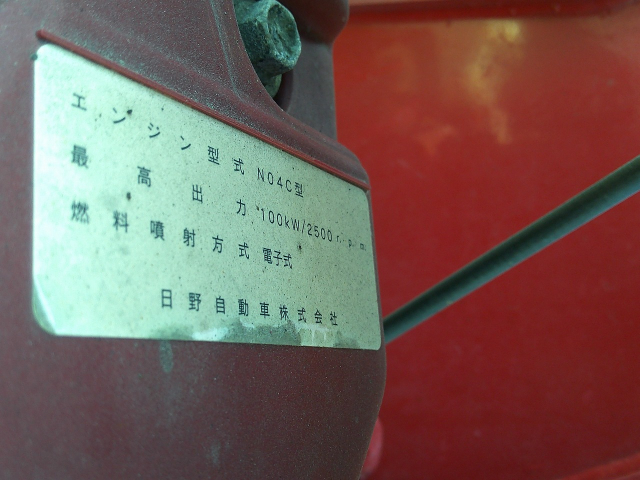 エンジン型式 N04C型
最高出力 100kW/2500r.p.m
燃料噴射方式 電子式
日野自動車株式会社